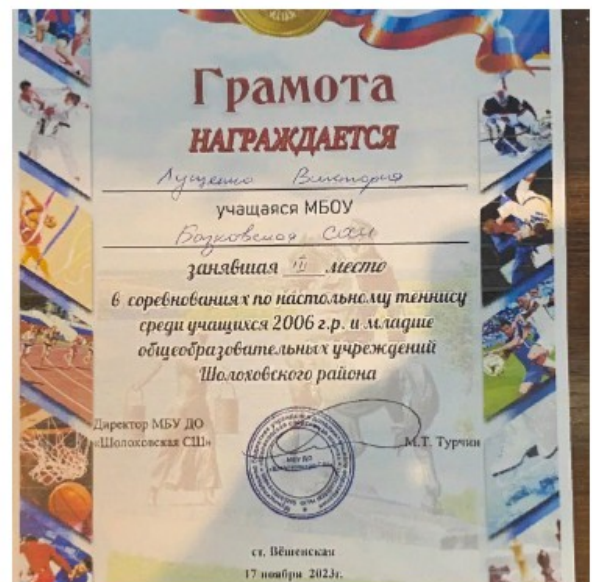 Грамота
НАГРАЖДАЕТСЯ
Лущенко Виктория
учащаяся МБОУ
Базковская СОШ
занявшая III место
в соревнованиях по настольному теннису
среди учащихся 2006 г.р. и младше
общеобразовательных учреждений
Шолоховского района
Директор МБУ ДО
«Шолоховская СШ»
М.Т. Турчин
ст. Вёшенская
17 ноября 2023г.